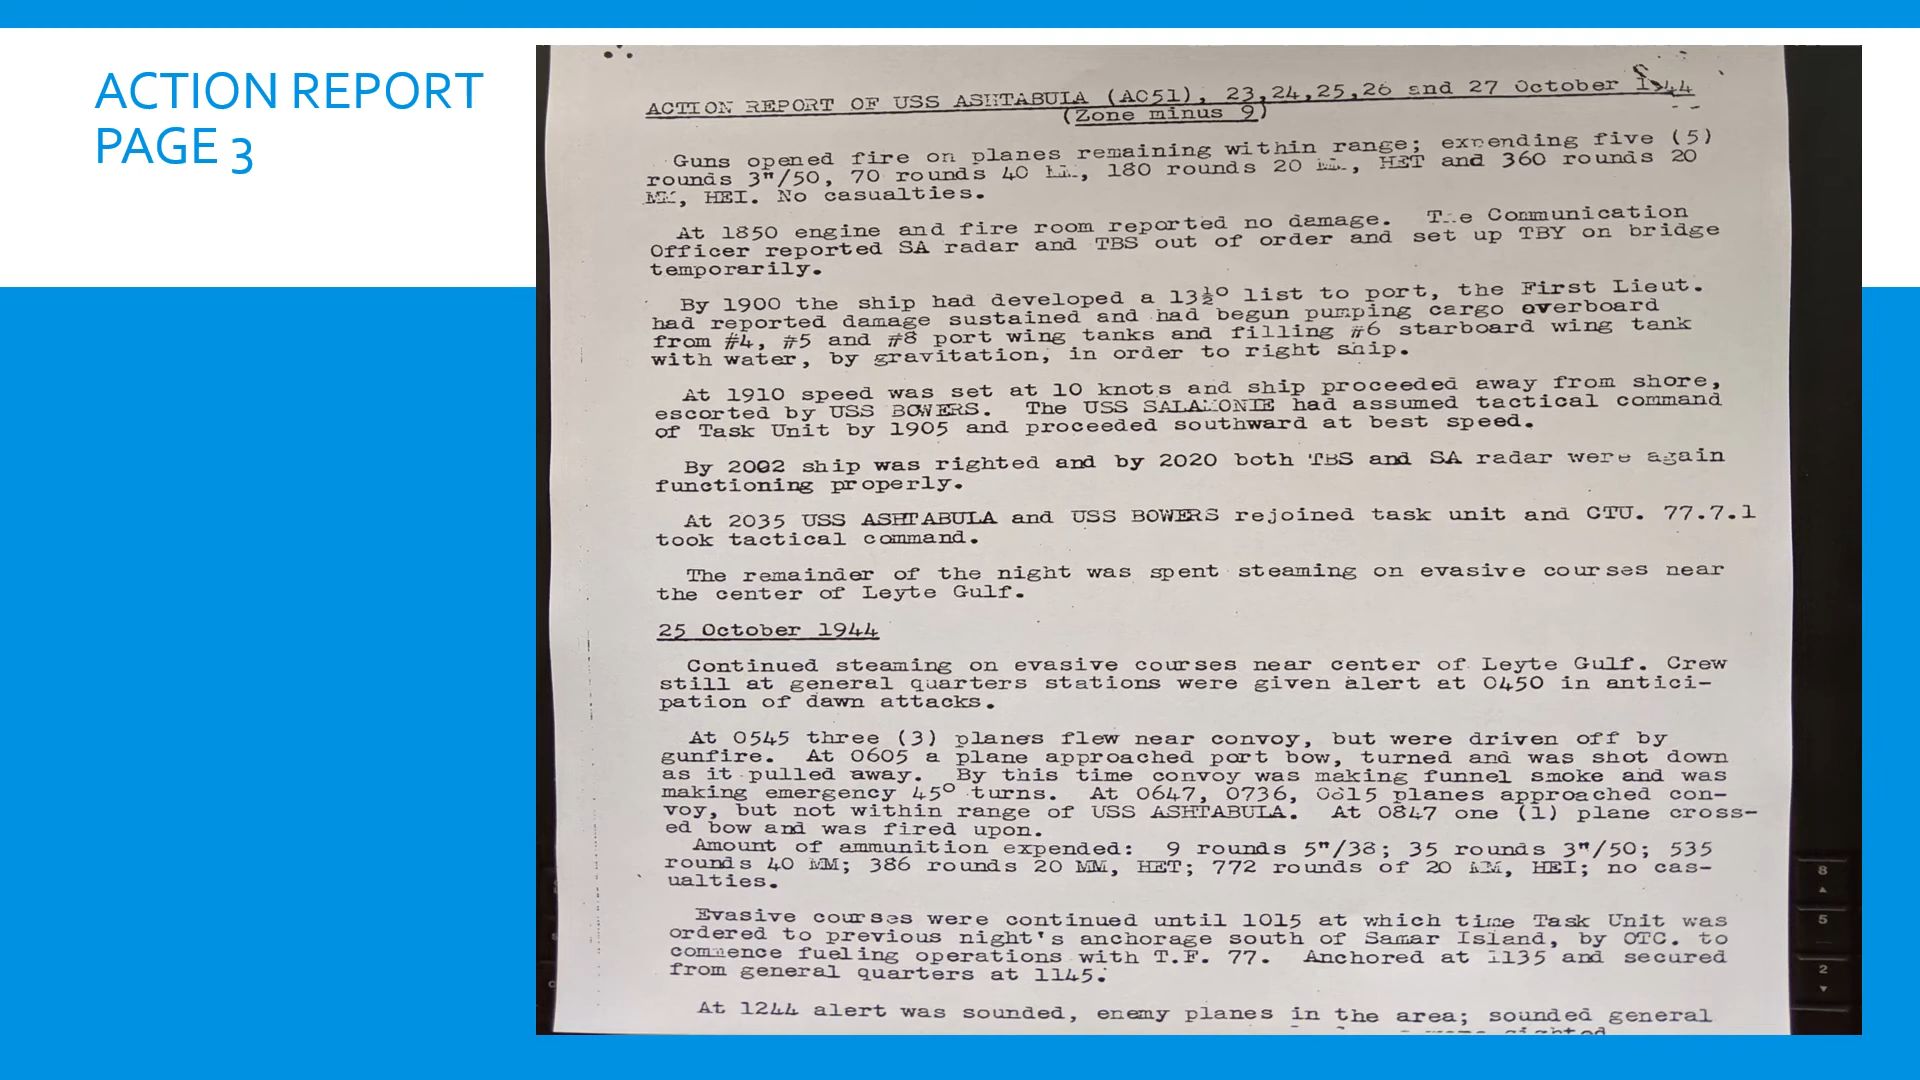 ACTION REPORT
PAGE 3
ACTION REPORT OF USS ASHTABULA (AO51), 23,24,25,26 and 27 October 1944
(Zone minus 9)
Guns opened fire on planes remaining within range; expending five (5)
rounds 3"/50, 70 rounds 40 MM., 180 rounds 20 MM., HET and 360 rounds 20
MM, HEI. No casualties.
At 1850 engine and fire room reported no damage. The Communication
Officer reported SA radar and TBS out of order and set up TBY on bridge
temporarily.
By 1900 the ship had developed a 13½° list to port, the First Lieut.
had reported damage sustained and had begun pumping cargo overboard
from #4, #5 and #8 port wing tanks and filling #6 starboard wing tank
with water, by gravitation, in order to right ship.
At 1910 speed was set at 10 knots and ship proceeded away from shore,
escorted by USS BOWERS. The USS SALAMONIE had assumed tactical command
of Task Unit by 1905 and proceeded southward at best speed.
By 2002 ship was righted and by 2020 both TBS and SA radar were again
functioning properly.
At 2035 USS ASHTABULA and USS BOWERS rejoined task unit and CTU. 77.7.1
took tactical command.
The remainder of the night was spent steaming on evasive courses near
the center of Leyte Gulf.
25 October 1944
Continued steaming on evasive courses near center of Leyte Gulf. Crew
still at general quarters stations were given alert at 0450 in antici-
pation of dawn attacks.
At 0545 three (3) planes flew near convoy, but were driven off by
gunfire. At 0605 a plane approached port bow, turned and was shot down
as it pulled away. By this time convoy was making funnel smoke and was
making emergency 45° turns. At 0647, 0736, 0815 planes approached con-
voy, but not within range of USS ASHTABULA. At 0847 one (1) plane cross-
ed bow and was fired upon.
Amount of ammunition expended: 9 rounds 5"/38; 35 rounds 3"/50; 535
rounds 40 MM; 386 rounds 20 MM, HET; 772 rounds of 20 MM, HEI; no cas-
ualties.
Evasive courses were continued until 1015 at which time Task Unit was
ordered to previous night's anchorage south of Samar Island, by OTC. to
commence fueling operations with T.F. 77. Anchored at 1135 and secured
from general quarters at 1145.
At 1244 alert was sounded, enemy planes in the area; sounded general
8
5
2